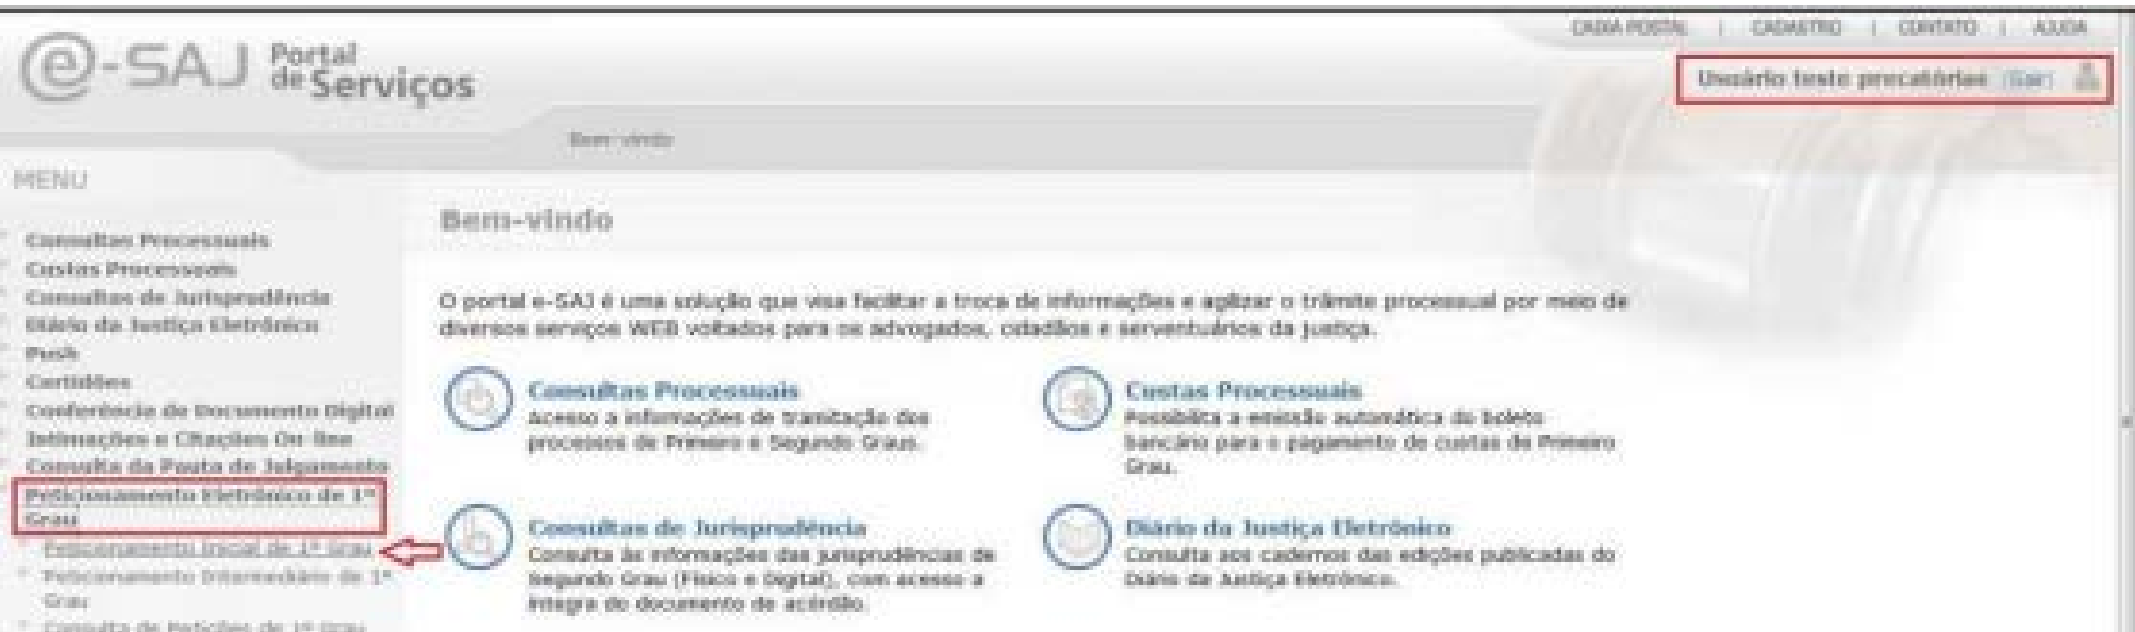 CAIXA POSTAL | CADASTRO | CONTATO | AJUDA
e-SAJ Portal de Serviços
Usuário teste precatórias (Sair)
Bem-vindo
MENU
Bem-vindo
Consultas Processuais
Custas Processuais
Consultas de Jurisprudência
Diário da Justiça Eletrônico
Push
Certidões
Conferência de Documento Digital
Intimações e Citações On-line
Consulta da Pauta de Julgamento
Peticionamento Eletrônico de 1º
Grau
Peticionamento Inicial de 1º Grau
Peticionamento Intermediário de 1º
Grau
Consulta de Petições de 1º Grau
O portal e-SAJ é uma solução que visa facilitar a troca de informações e agilizar o trâmite processual por meio de
diversos serviços WEB voltados para os advogados, cidadãos e serventuários da justiça.
Consultas Processuais
Acesso a informações de tramitação dos
processos de Primeiro e Segundo Graus.
Custas Processuais
Possibilita a emissão automática do boleto
bancário para o pagamento de custas de Primeiro
Grau.
Consultas de Jurisprudência
Consulta às informações das jurisprudências de
Segundo Grau (Físico e Digital), com acesso a
íntegra do documento de acórdão.
Diário da Justiça Eletrônico
Consulta aos cadernos das edições publicadas do
Diário da Justiça Eletrônico.